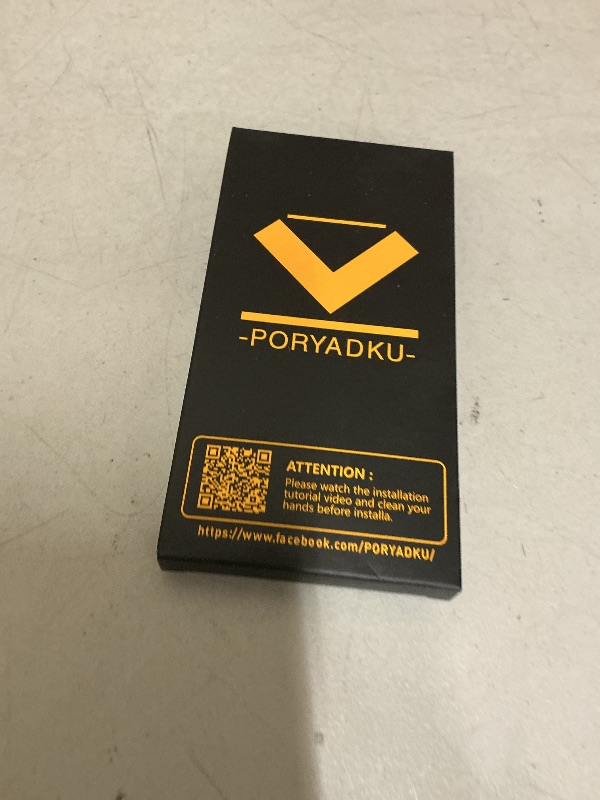 -PORYADKU-
ATTENTION :
Please watch the installation
tutorial video and clean your
hands before installa.
https://www.facebook.com/PORYADKU/